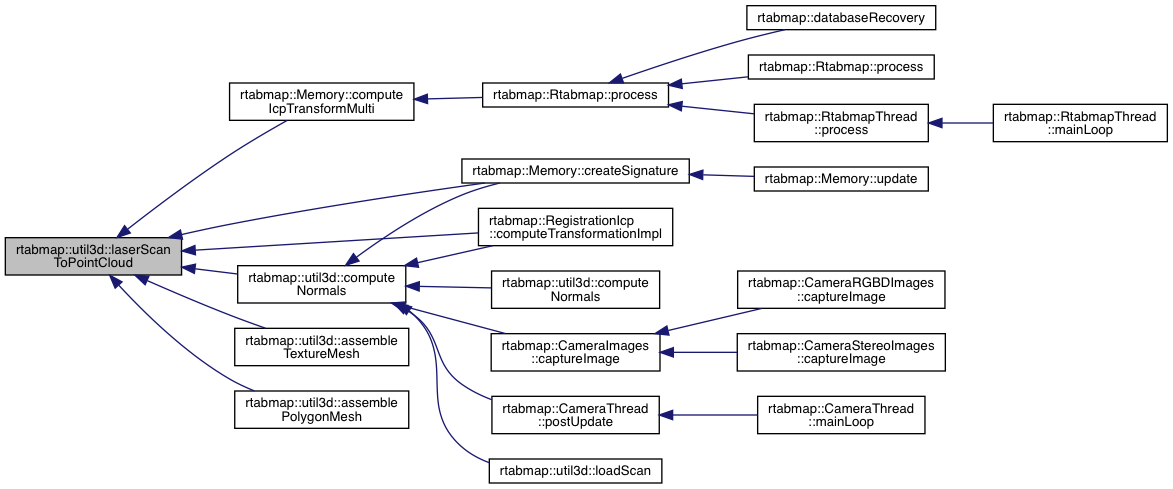 rtabmap::databaseRecovery
rtabmap::Rtabmap::process
rtabmap::Memory::compute
IcpTransformMulti
rtabmap::Rtabmap::process
rtabmap::RtabmapThread
::process
rtabmap::RtabmapThread
::mainLoop
rtabmap::Memory::createSignature
rtabmap::Memory::update
rtabmap::RegistrationIcp
::computeTransformationImpl
rtabmap::util3d::laserScan
ToPointCloud
rtabmap::util3d::compute
Normals
rtabmap::util3d::compute
Normals
rtabmap::CameraRGBDImages
::captureImage
rtabmap::util3d::assemble
TextureMesh
rtabmap::CameraImages
::captureImage
rtabmap::CameraStereoImages
::captureImage
rtabmap::util3d::assemble
PolygonMesh
rtabmap::CameraThread
::postUpdate
rtabmap::CameraThread
::mainLoop
rtabmap::util3d::loadScan